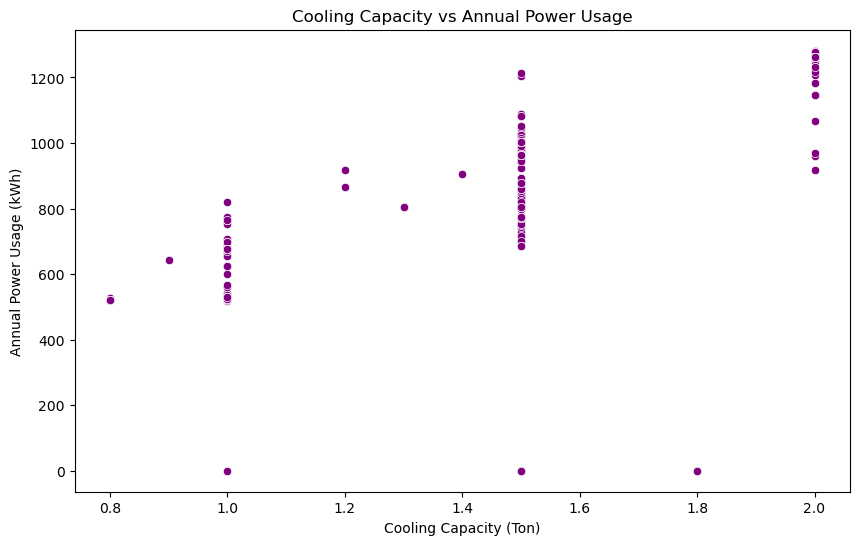 Cooling Capacity vs Annual Power Usage
Annual Power Usage (kWh)
1200
1000
800
600
400
200
0
0.8 1.0 1.2 1.4 1.6 1.8 2.0
Cooling Capacity (Ton)